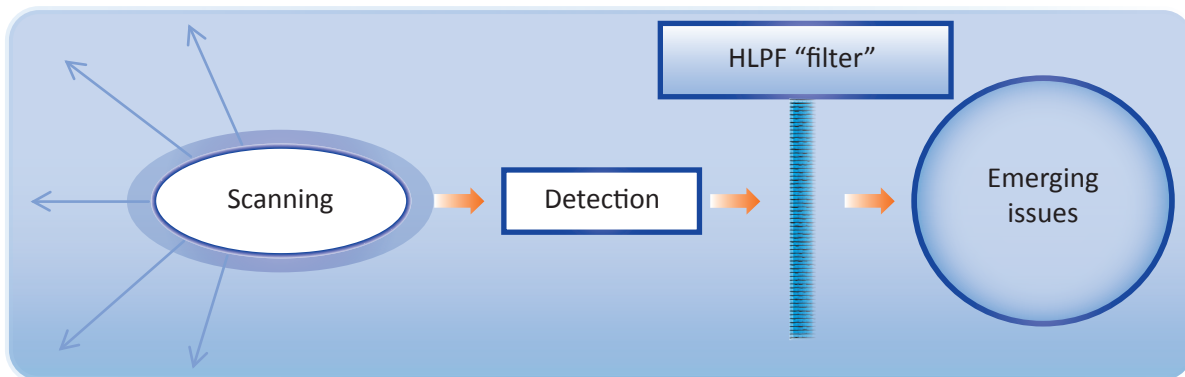 HLPF “filter”
Scanning
Detection
Emerging
issues